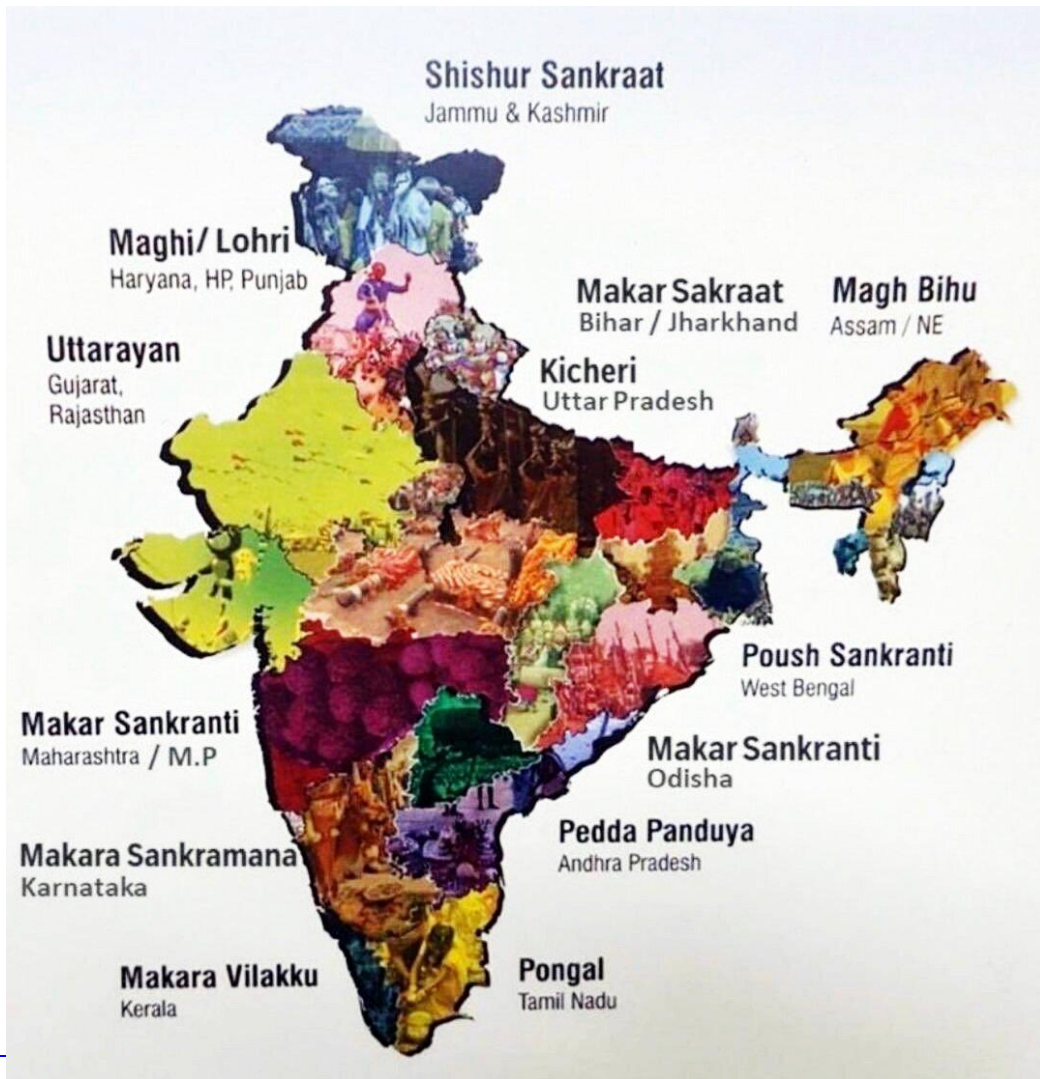 Shishur Sankraat
Jammu & Kashmir
Maghi/ Lohri
Haryana, HP, Punjab
Makar Sakraat
Bihar / Jharkhand
Magh Bihu
Assam / NE
Uttarayan
Gujarat,
Rajasthan
Kicheri
Uttar Pradesh
Poush Sankranti
West Bengal
Makar Sankranti
Maharashtra / M.P
Makar Sankranti
Odisha
Pedda Panduya
Andhra Pradesh
Makara Sankramana
Karnataka
Makara Vilakku
Kerala
Pongal
Tamil Nadu